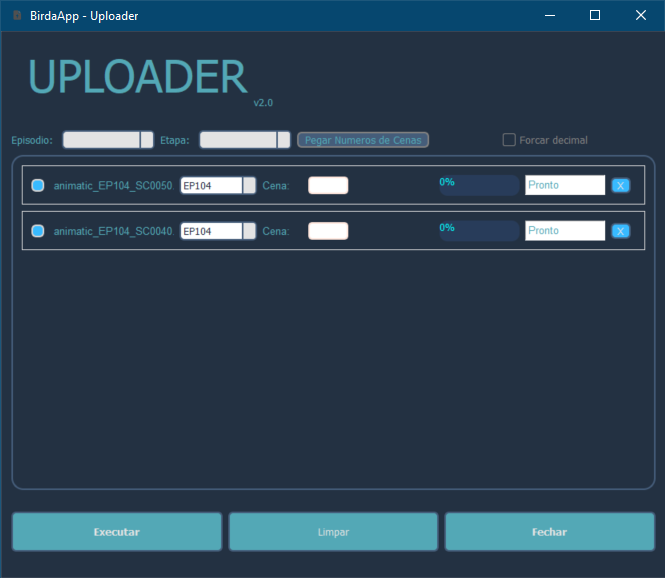 BirdaApp - Uploader
UPLOADER
v2.0
Episodio: Etapa: Pegar Numeros de Cenas Forcar decimal
animatic_EP104_SC0050. EP104 Cena: 0% Pronto X
animatic_EP104_SC0040. EP104 Cena: 0% Pronto X
Executar Limpar Fechar